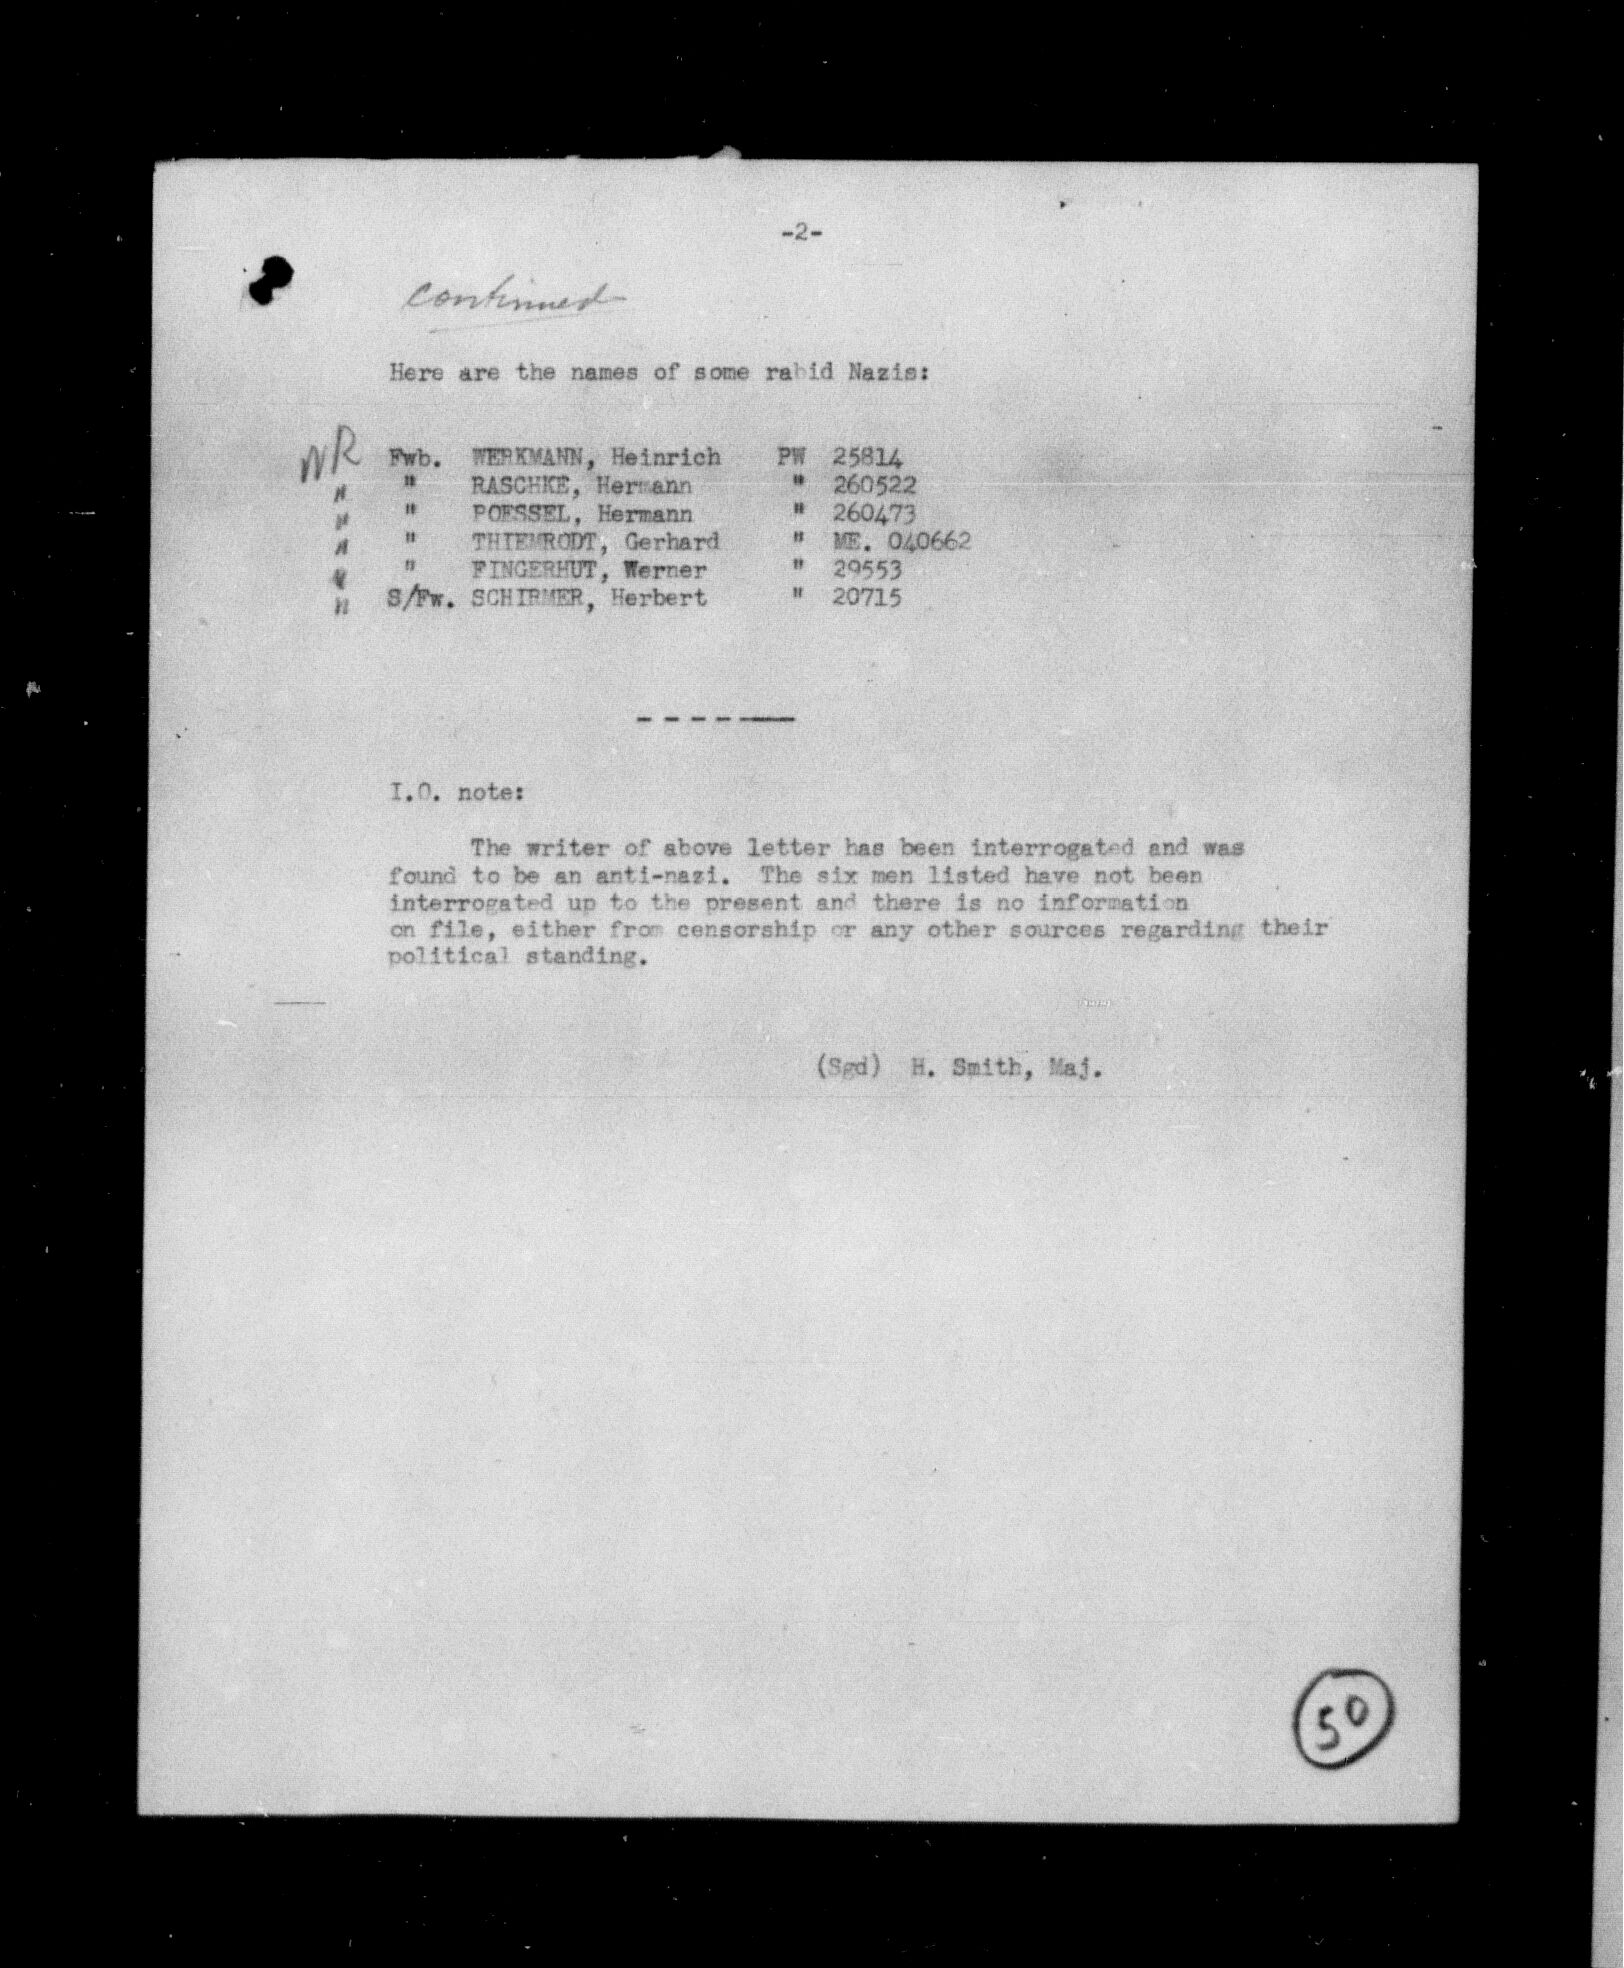 -2-
continued
Here are the names of some rabid Nazis:
NR Fwb. WERKMANN, Heinrich PW 25814
" " RASCHKE, Hermann " 260522
" " POESSEL, Hermann " 260473
" " THIEMRODT, Gerhard " ME. 040662
" " FINGERHUT, Werner " 29553
" S/Fw. SCHIRMER, Herbert " 20715
I.O. note:
The writer of above letter has been interrogated and was
found to be an anti-nazi. The six men listed have not been
interrogated up to the present and there is no information
on file, either from censorship or any other sources regarding their
political standing.
(Sgd) H. Smith, Maj.
50